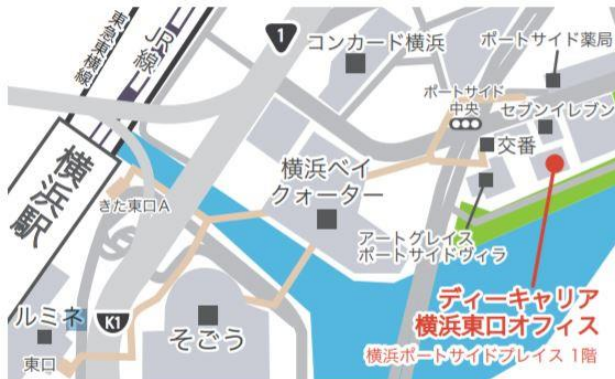 東急東横線
JR線
1
コンカード横浜
ポートサイド薬局
ポートサイド
中央
セブンイレブン
交番
横浜駅
きた東口A
横浜ベイ
クォーター
アートグレイス
ポートサイドヴィラ
ルミネ
K1
そごう
東口
ディーキャリア
横浜東口オフィス
横浜ポートサイドプレイス 1階